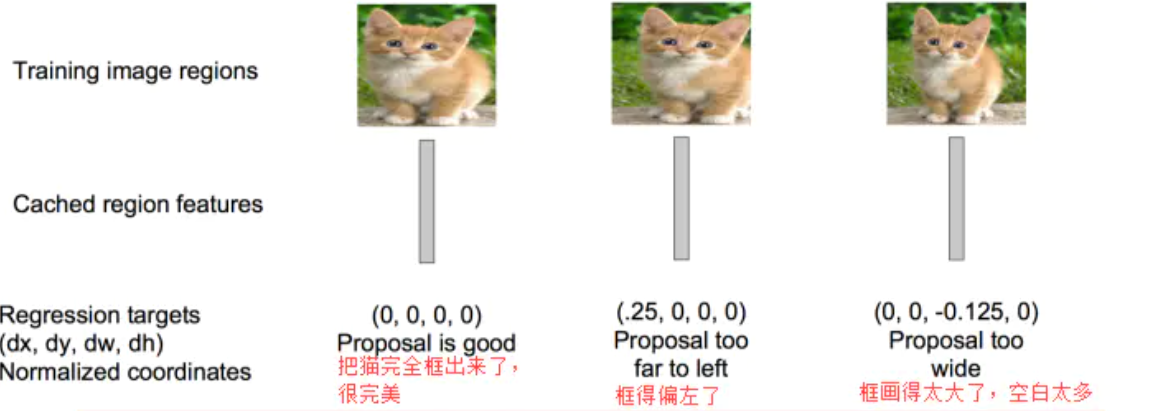 Training image regions
Cached region features
Regression targets
(dx, dy, dw, dh)
Normalized coordinates
(0, 0, 0, 0)
Proposal is good
把猫完全框出来了，
很完美
(.25, 0, 0, 0)
Proposal too
far to left
框得偏左了
(0, 0, -0.125, 0)
Proposal too
wide
框画得太大了，空白太多